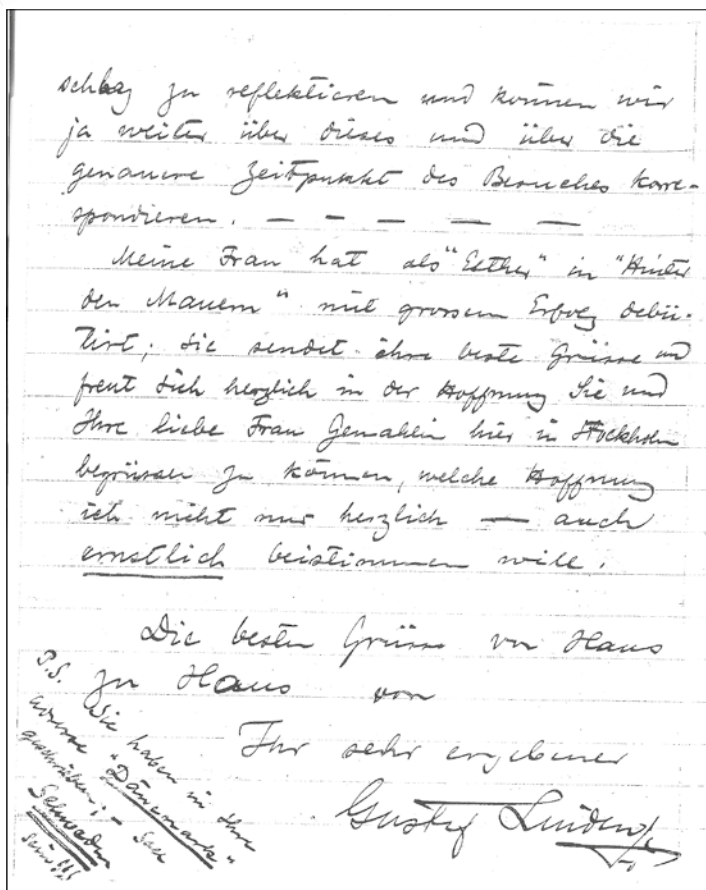 schlag zu reflektieren und können wir
ja weiter über dieses und über die
genauere Zeitpunkt des Besuches korre-
spondieren. — — — — —
Meine Frau hat als "Esther" in "Hinter
den Mauern" mit grossem Erfolg debü-
tirt; sie sendet ihre beste Grüsse und
freut sich herzlich in der Hoffnung Sie und
Ihre liebe Frau Gemahlin hier in Stockholm
begrüssen zu können, welche Hoffnung
ich nicht nur herzlich — auch
ernstlich beistimmen will.
Die besten Grüsse von Haus
zu Haus von
Ihr sehr ergebener
Gustaf Linden
P.S. Sie haben in Ihre
adresse "Dänemark"
geschrieben; – soll
Schweden
sein!!!